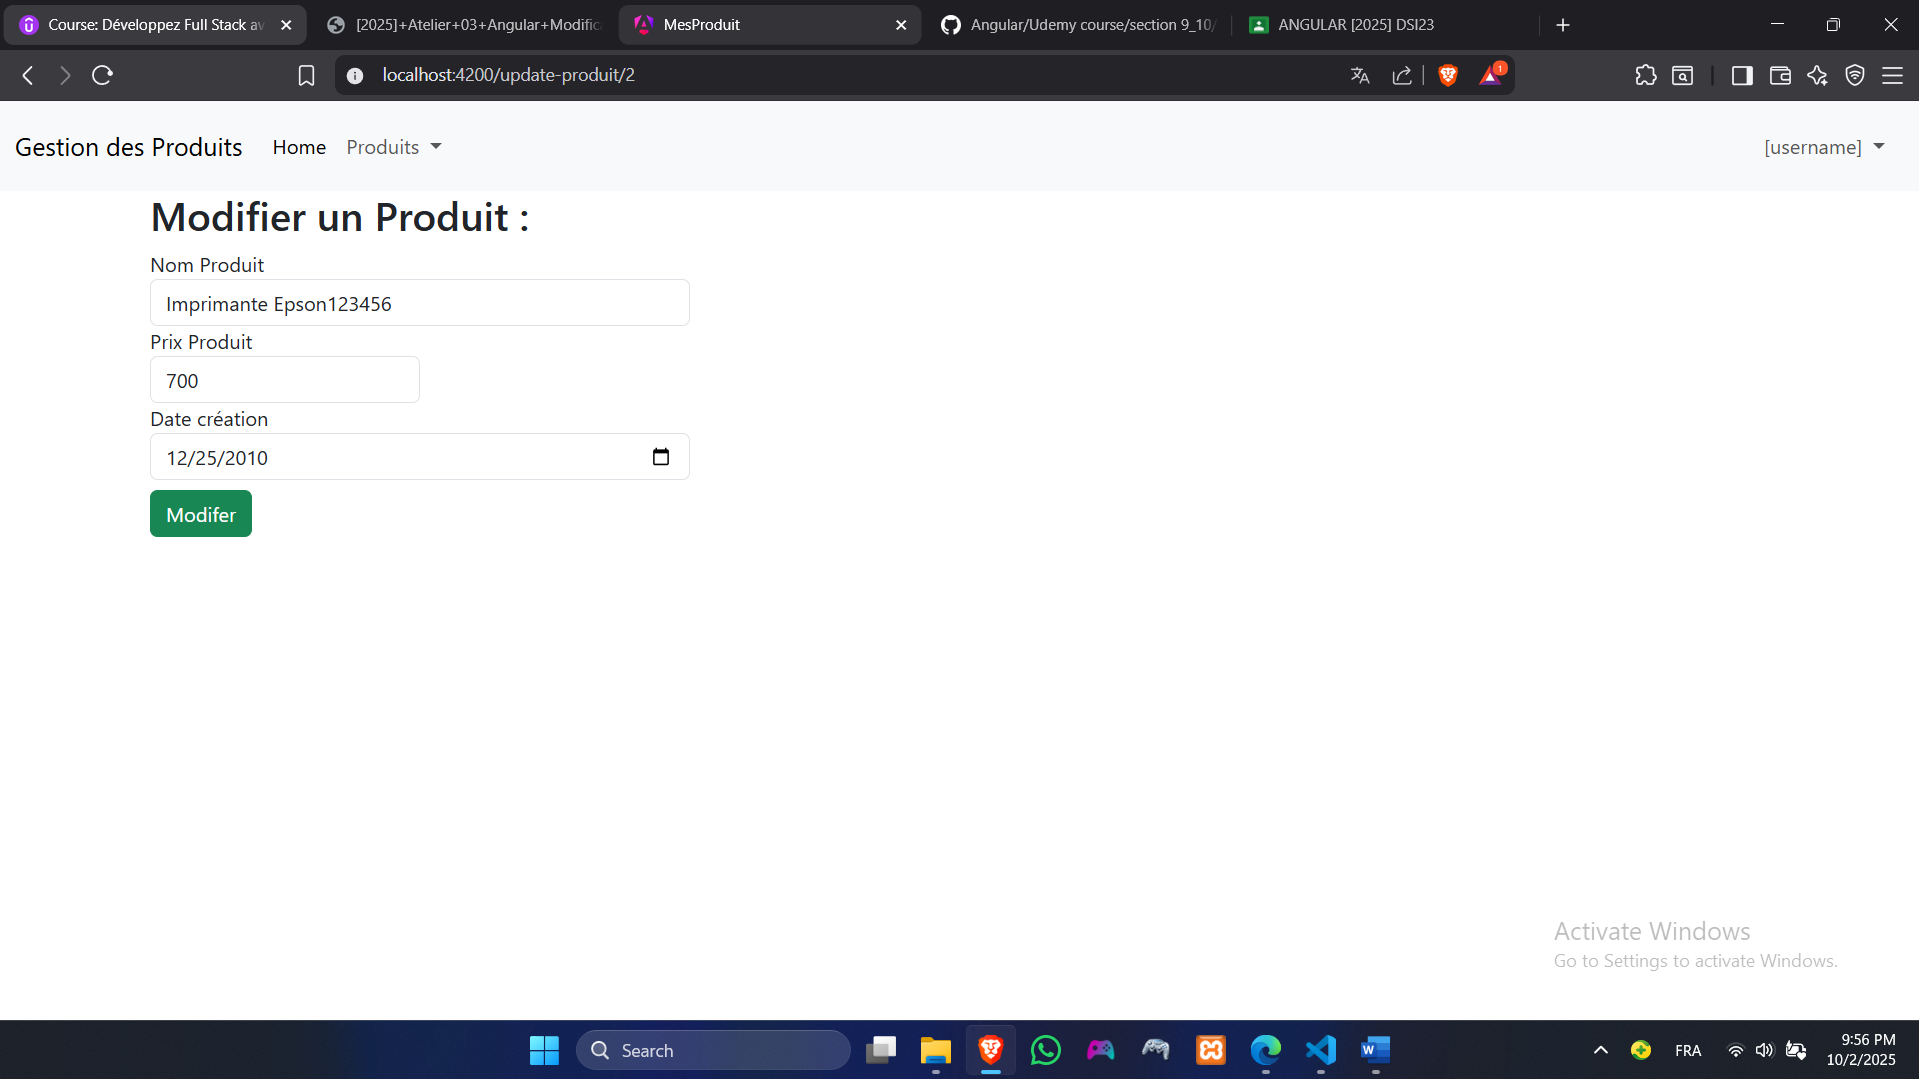 Course: Développez Full Stack av
[2025]+Atelier+03+Angular+Modific
MesProduit
Angular/Udemy course/section 9_10/
ANGULAR [2025] DSI23
localhost:4200/update-produit/2
1
Gestion des Produits
Home
Produits
[username]
Modifier un Produit :
Nom Produit
Imprimante Epson123456
Prix Produit
700
Date création
12/25/2010
Modifer
Activate Windows
Go to Settings to activate Windows.
Search
FRA
9:56 PM
10/2/2025